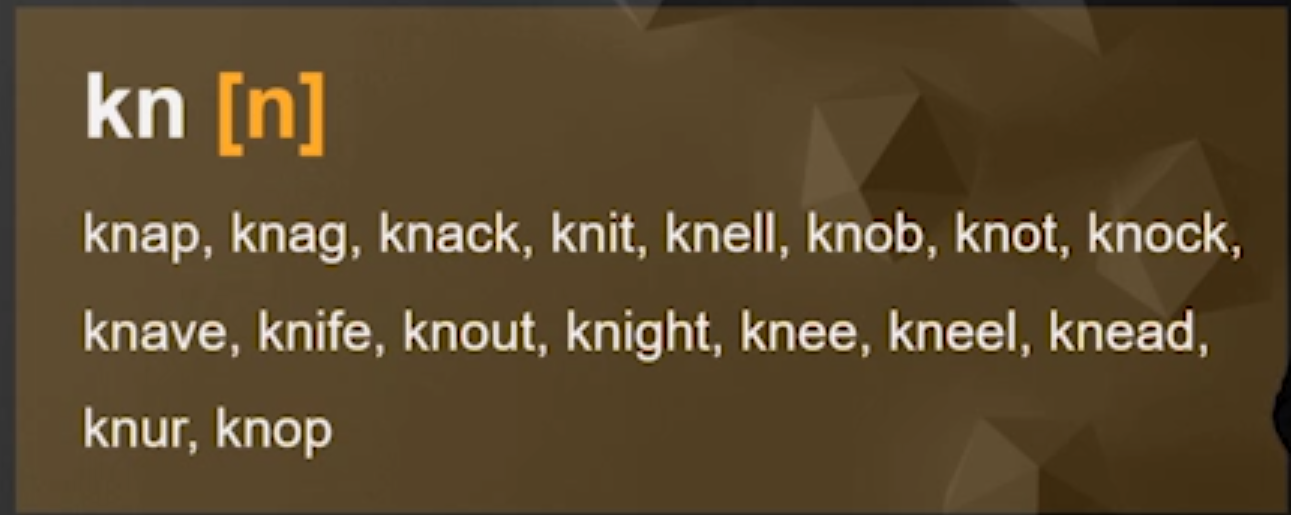 kn [n]
knap, knag, knack, knit, knell, knob, knot, knock,
knave, knife, knout, knight, knee, kneel, knead,
knur, knop